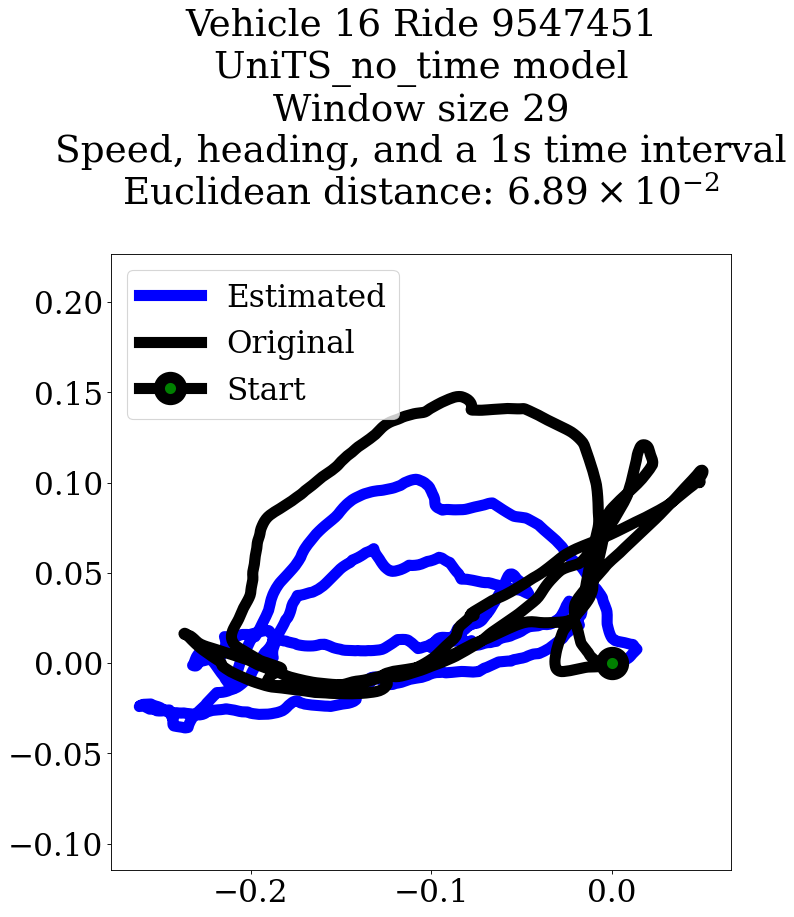 Vehicle 16 Ride 9547451
UniTS_no_time model
Window size 29
Speed, heading, and a 1s time interval
Euclidean distance: 6.89 × 10⁻²
Estimated
Original
Start
0.20
0.15
0.10
0.05
0.00
−0.05
−0.10
−0.2
−0.1
0.0